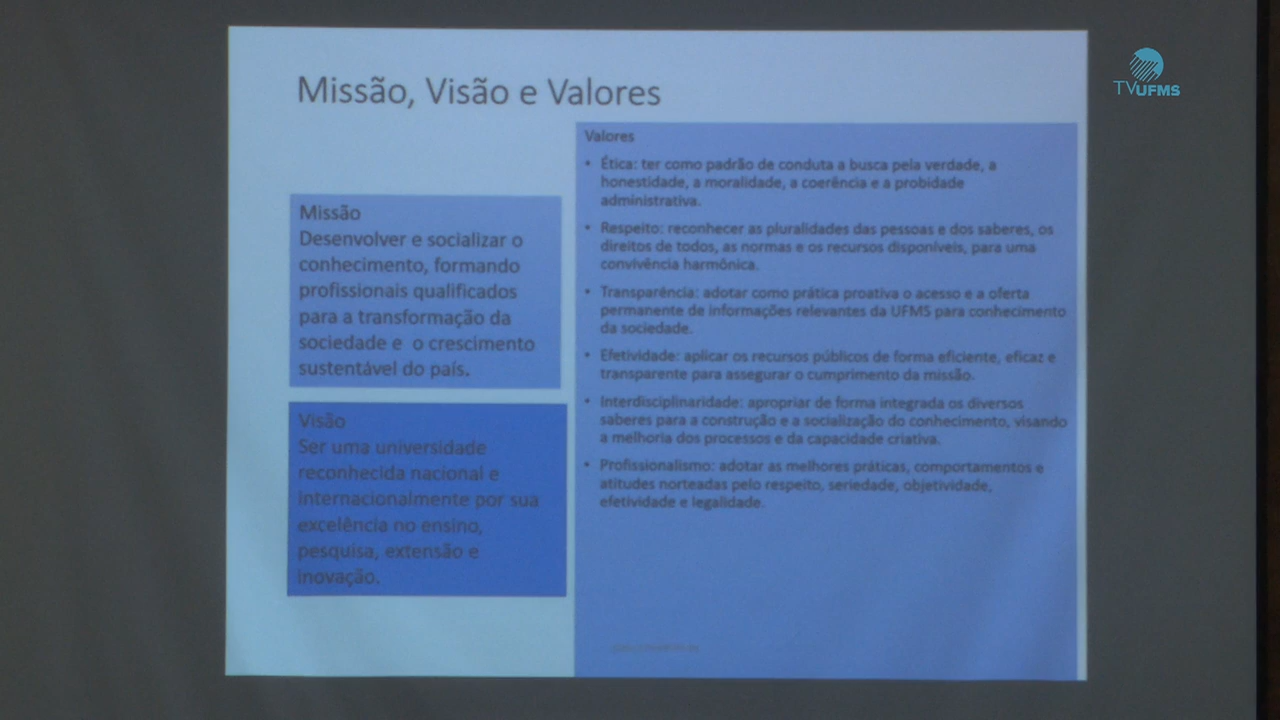 Missão, Visão e Valores
Missão
Desenvolver e socializar o
conhecimento, formando
profissionais qualificados
para a transformação da
sociedade e o crescimento
sustentável do país.
Visão
Ser uma universidade
reconhecida nacional e
internacionalmente por sua
excelência no ensino,
pesquisa, extensão e
inovação.
Valores
• Ética: ter como padrão de conduta a busca pela verdade, a
honestidade, a moralidade, a coerência e a probidade
administrativa.
• Respeito: reconhecer as pluralidades das pessoas e dos saberes, os
direitos de todos, as normas e os recursos disponíveis, para uma
convivência harmônica.
• Transparência: adotar como prática proativa o acesso e a oferta
permanente de informações relevantes da UFMS para conhecimento
da sociedade.
• Efetividade: aplicar os recursos públicos de forma eficiente, eficaz e
transparente para assegurar o cumprimento da missão.
• Interdisciplinaridade: apropriar de forma integrada os diversos
saberes para a construção e a socialização do conhecimento, visando
a melhoria dos processos e da capacidade criativa.
• Profissionalismo: adotar as melhores práticas, comportamentos e
atitudes norteadas pelo respeito, seriedade, objetividade,
efetividade e legalidade.
TVUFMS